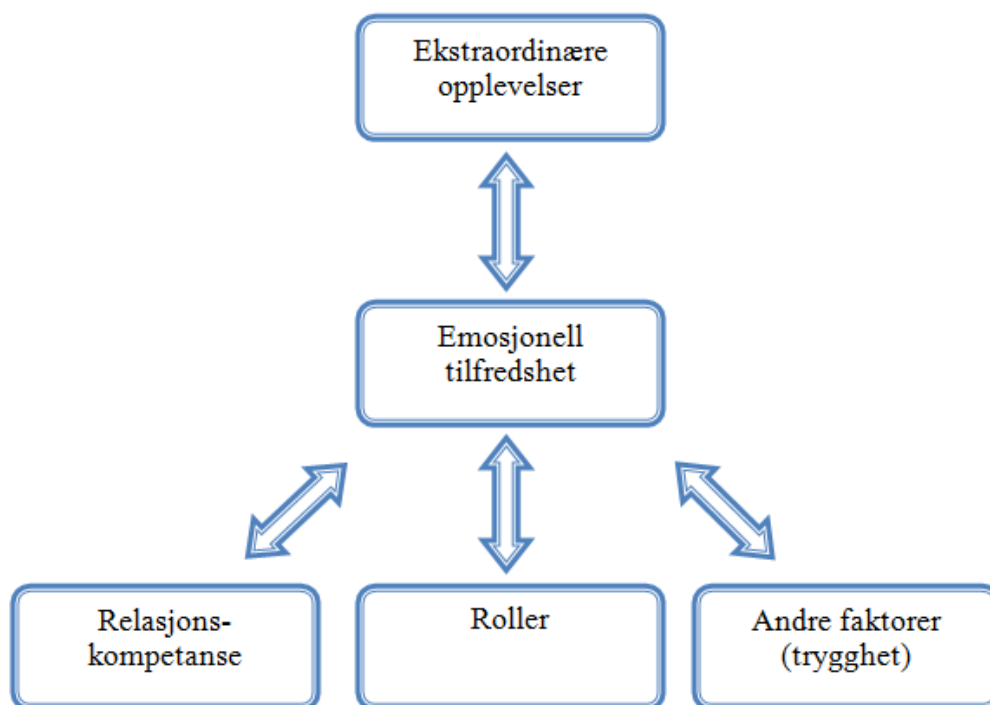 Ekstraordinære
opplevelser
Emosjonell
tilfredshet
Relasjons-
kompetanse
Roller
Andre faktorer
(trygghet)